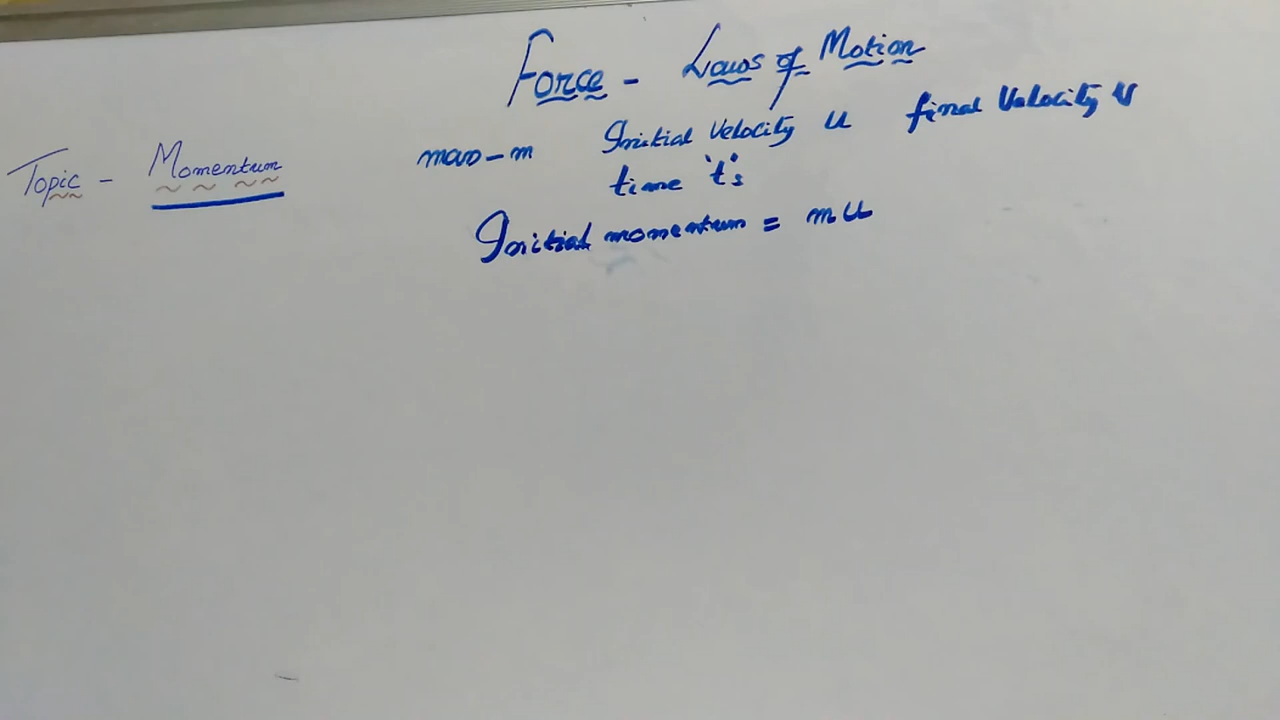 Force - Laws of Motion
Topic - Momentum
mass - m Initial Velocity u final Velocity v
time 't's
Initial momentum = mu